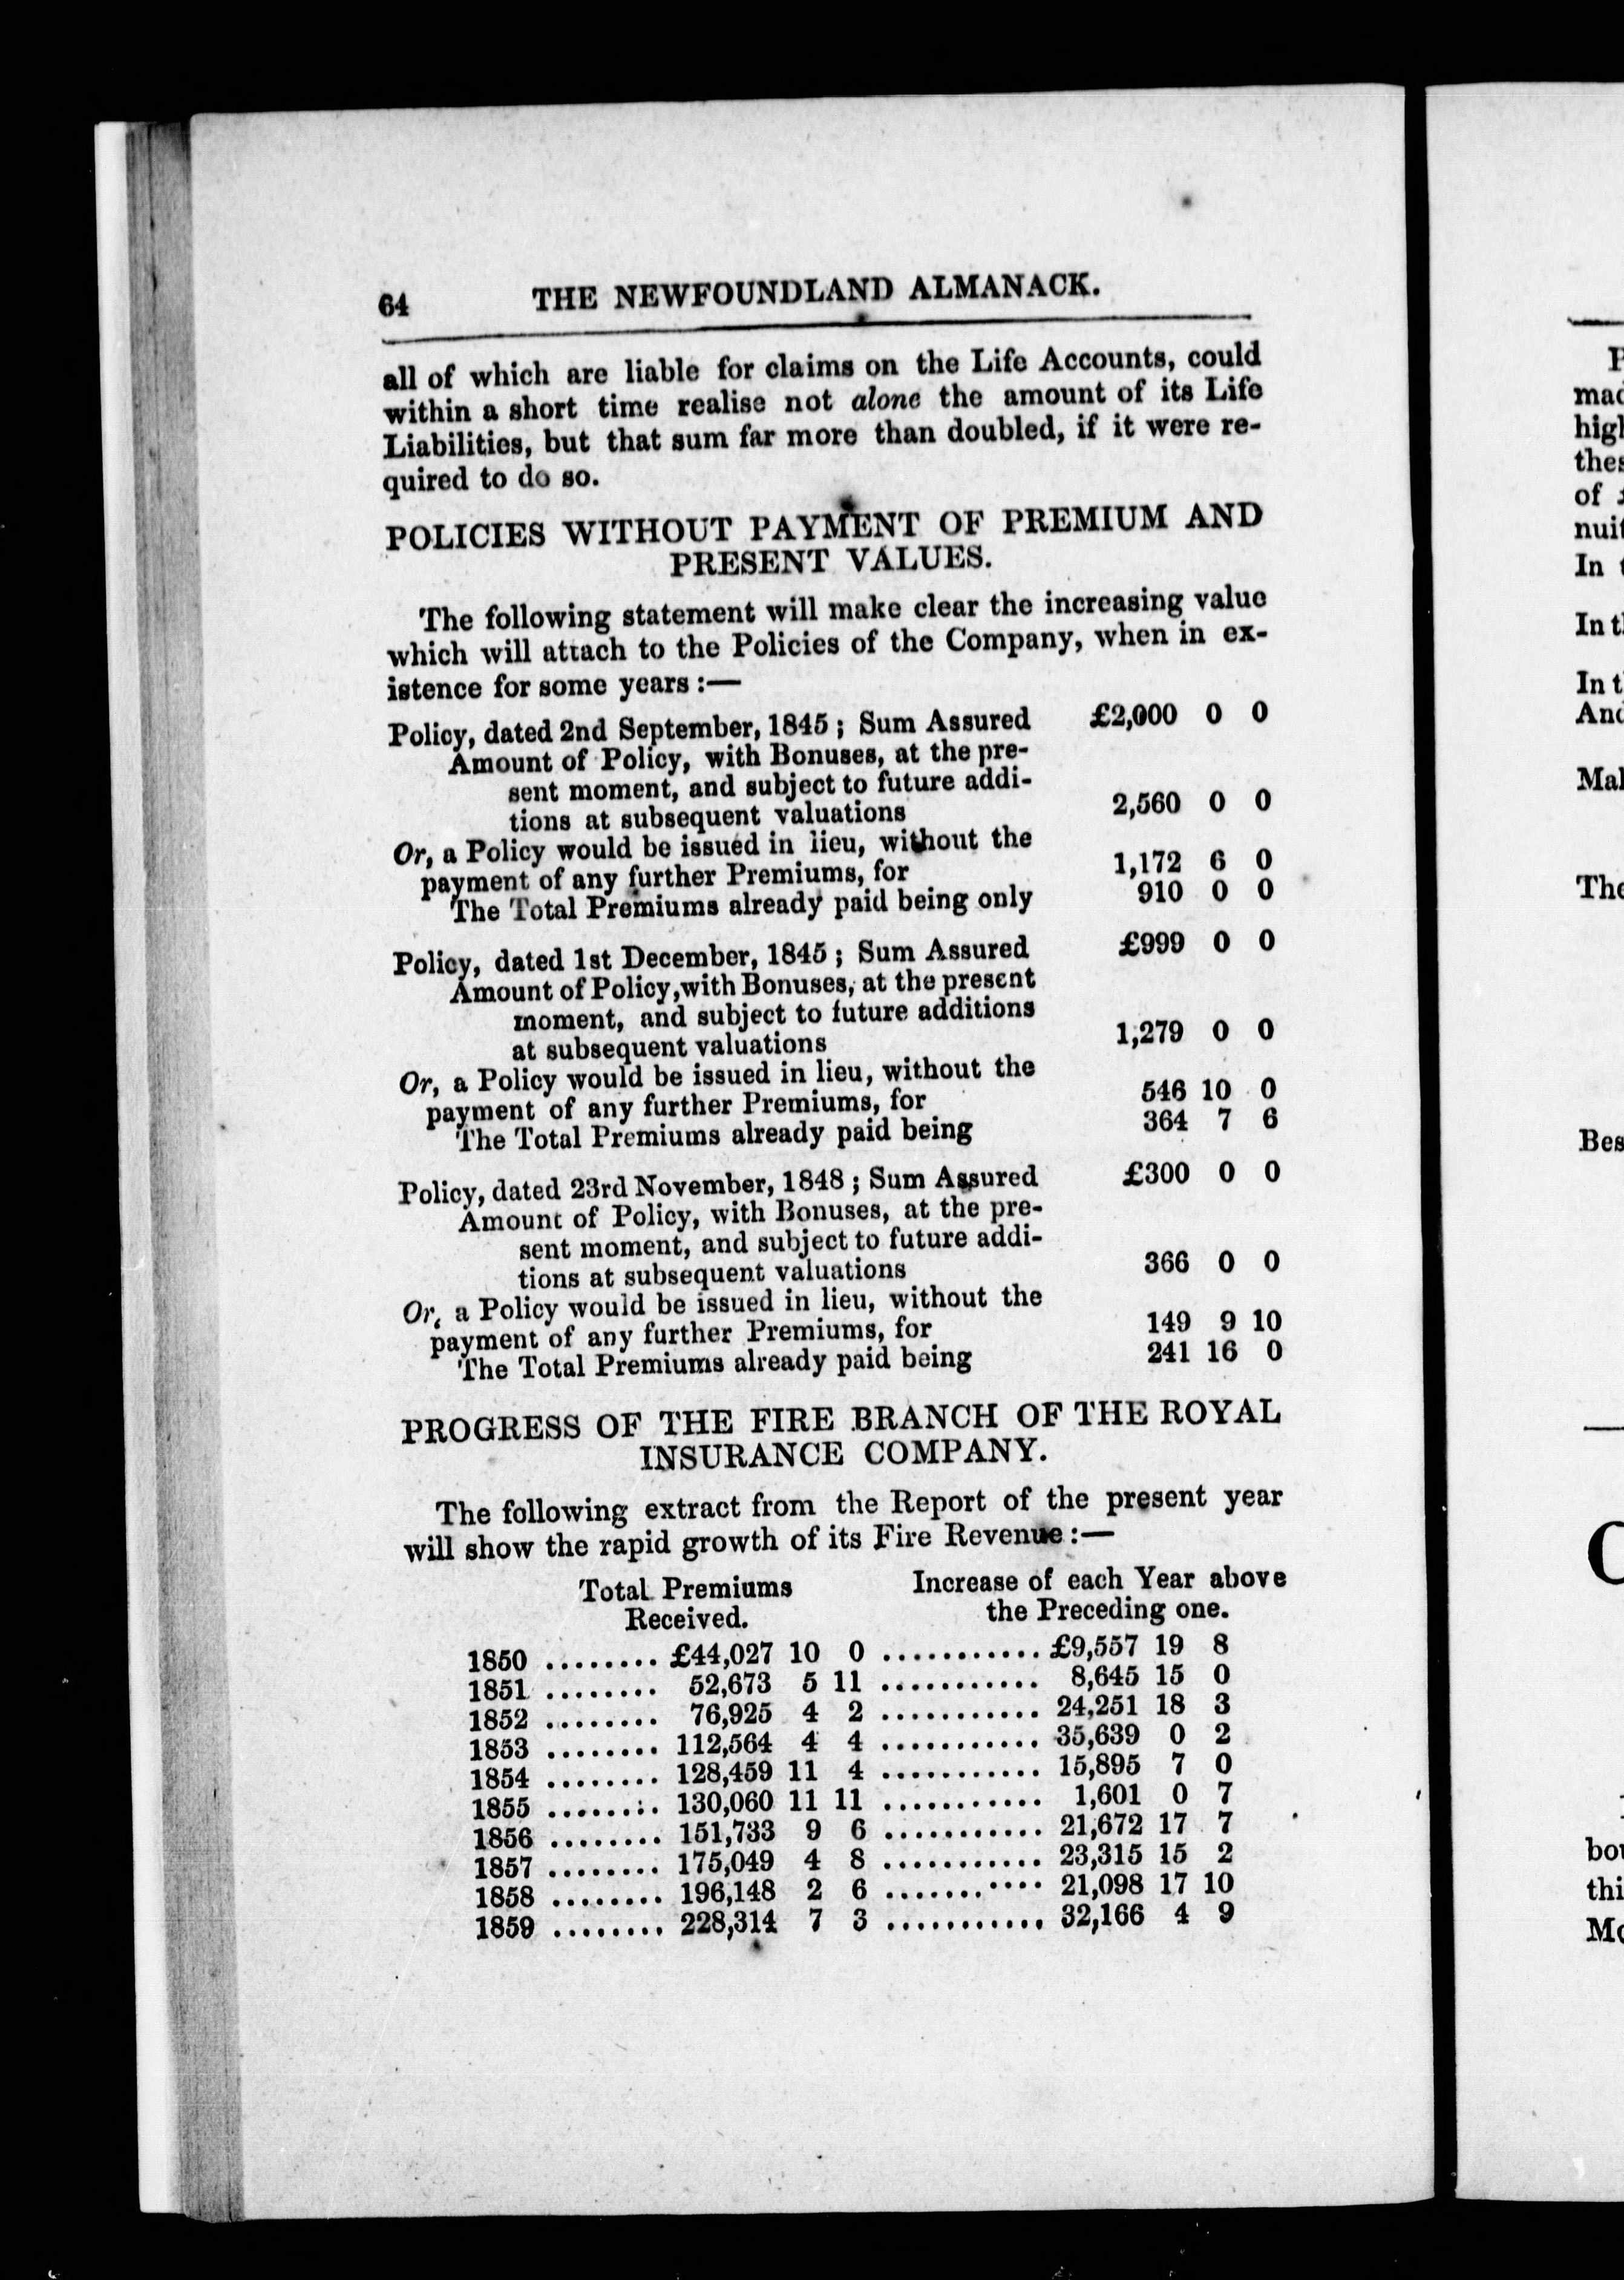 64 THE NEWFOUNDLAND ALMANACK.
all of which are liable for claims on the Life Accounts, could
within a short time realise not alone the amount of its Life
Liabilities, but that sum far more than doubled, if it were re-
quired to do so.
POLICIES WITHOUT PAYMENT OF PREMIUM AND
PRESENT VALUES.
The following statement will make clear the increasing value
which will attach to the Policies of the Company, when in ex-
istence for some years :—
Policy, dated 2nd September, 1845 ; Sum Assured £2,000 0 0
Amount of Policy, with Bonuses, at the pre-
sent moment, and subject to future addi-
tions at subsequent valuations 2,560 0 0
Or, a Policy would be issued in lieu, without the
payment of any further Premiums, for 1,172 6 0
The Total Premiums already paid being only 910 0 0
Policy, dated 1st December, 1845 ; Sum Assured £999 0 0
Amount of Policy, with Bonuses, at the present
moment, and subject to future additions
at subsequent valuations 1,279 0 0
Or, a Policy would be issued in lieu, without the
payment of any further Premiums, for 546 10 0
The Total Premiums already paid being 364 7 6
Policy, dated 23rd November, 1848 ; Sum Assured £300 0 0
Amount of Policy, with Bonuses, at the pre-
sent moment, and subject to future addi-
tions at subsequent valuations 366 0 0
Or, a Policy would be issued in lieu, without the
payment of any further Premiums, for 149 9 10
The Total Premiums already paid being 241 16 0
PROGRESS OF THE FIRE BRANCH OF THE ROYAL
INSURANCE COMPANY.
The following extract from the Report of the present year
will show the rapid growth of its Fire Revenue :—
Total Premiums Increase of each Year above
Received. the Preceding one.
1850 ........ £44,027 10 0 ........... £9,557 19 8
1851 ........ 52,673 5 11 ........... 8,645 15 0
1852 ........ 76,925 4 2 ........... 24,251 18 3
1853 ........ 112,564 4 4 ........... 35,639 0 2
1854 ........ 128,459 11 4 ........... 15,895 7 0
1855 ........ 130,060 11 11 ........... 1,601 0 7
1856 ........ 151,733 9 6 ........... 21,672 17 7
1857 ........ 175,049 4 8 ........... 23,315 15 2
1858 ........ 196,148 2 6 ........... 21,098 17 10
1859 ........ 228,314 7 3 ........... 32,166 4 9
of
In
In
The